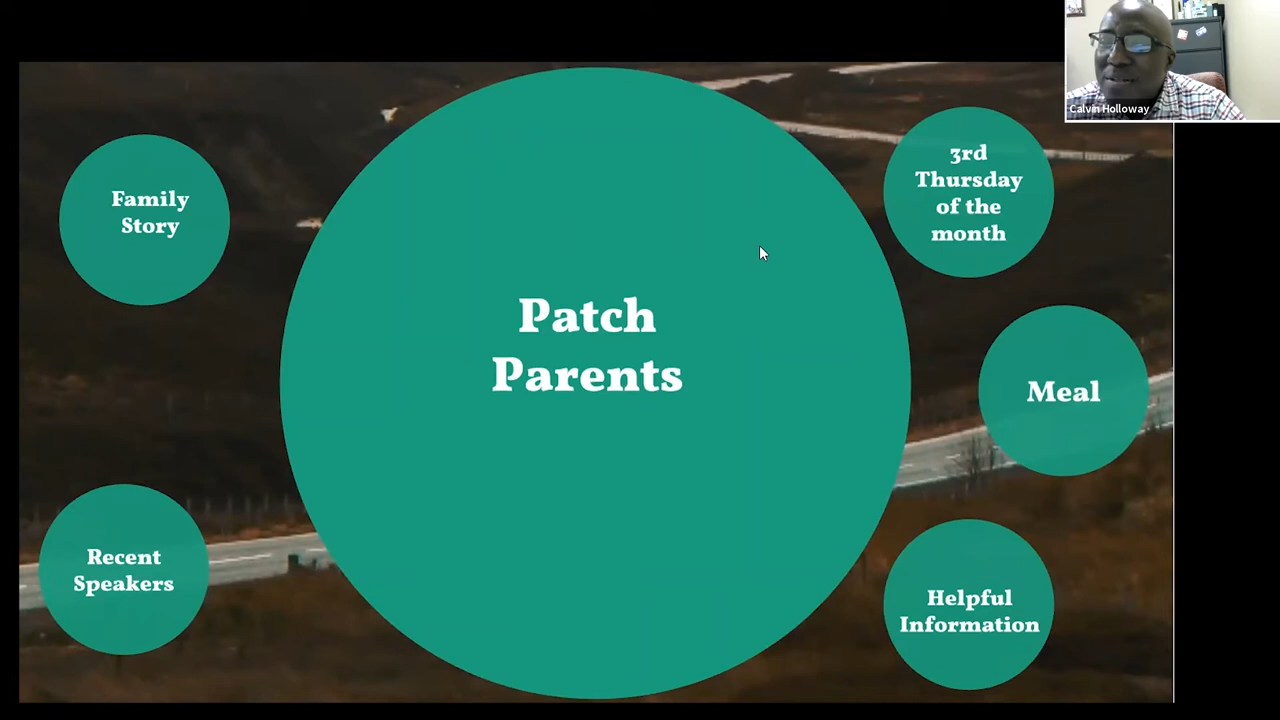 Calvin Holloway
Patch
Parents
Family
Story
Recent
Speakers
3rd
Thursday
of the
month
Meal
Helpful
Information